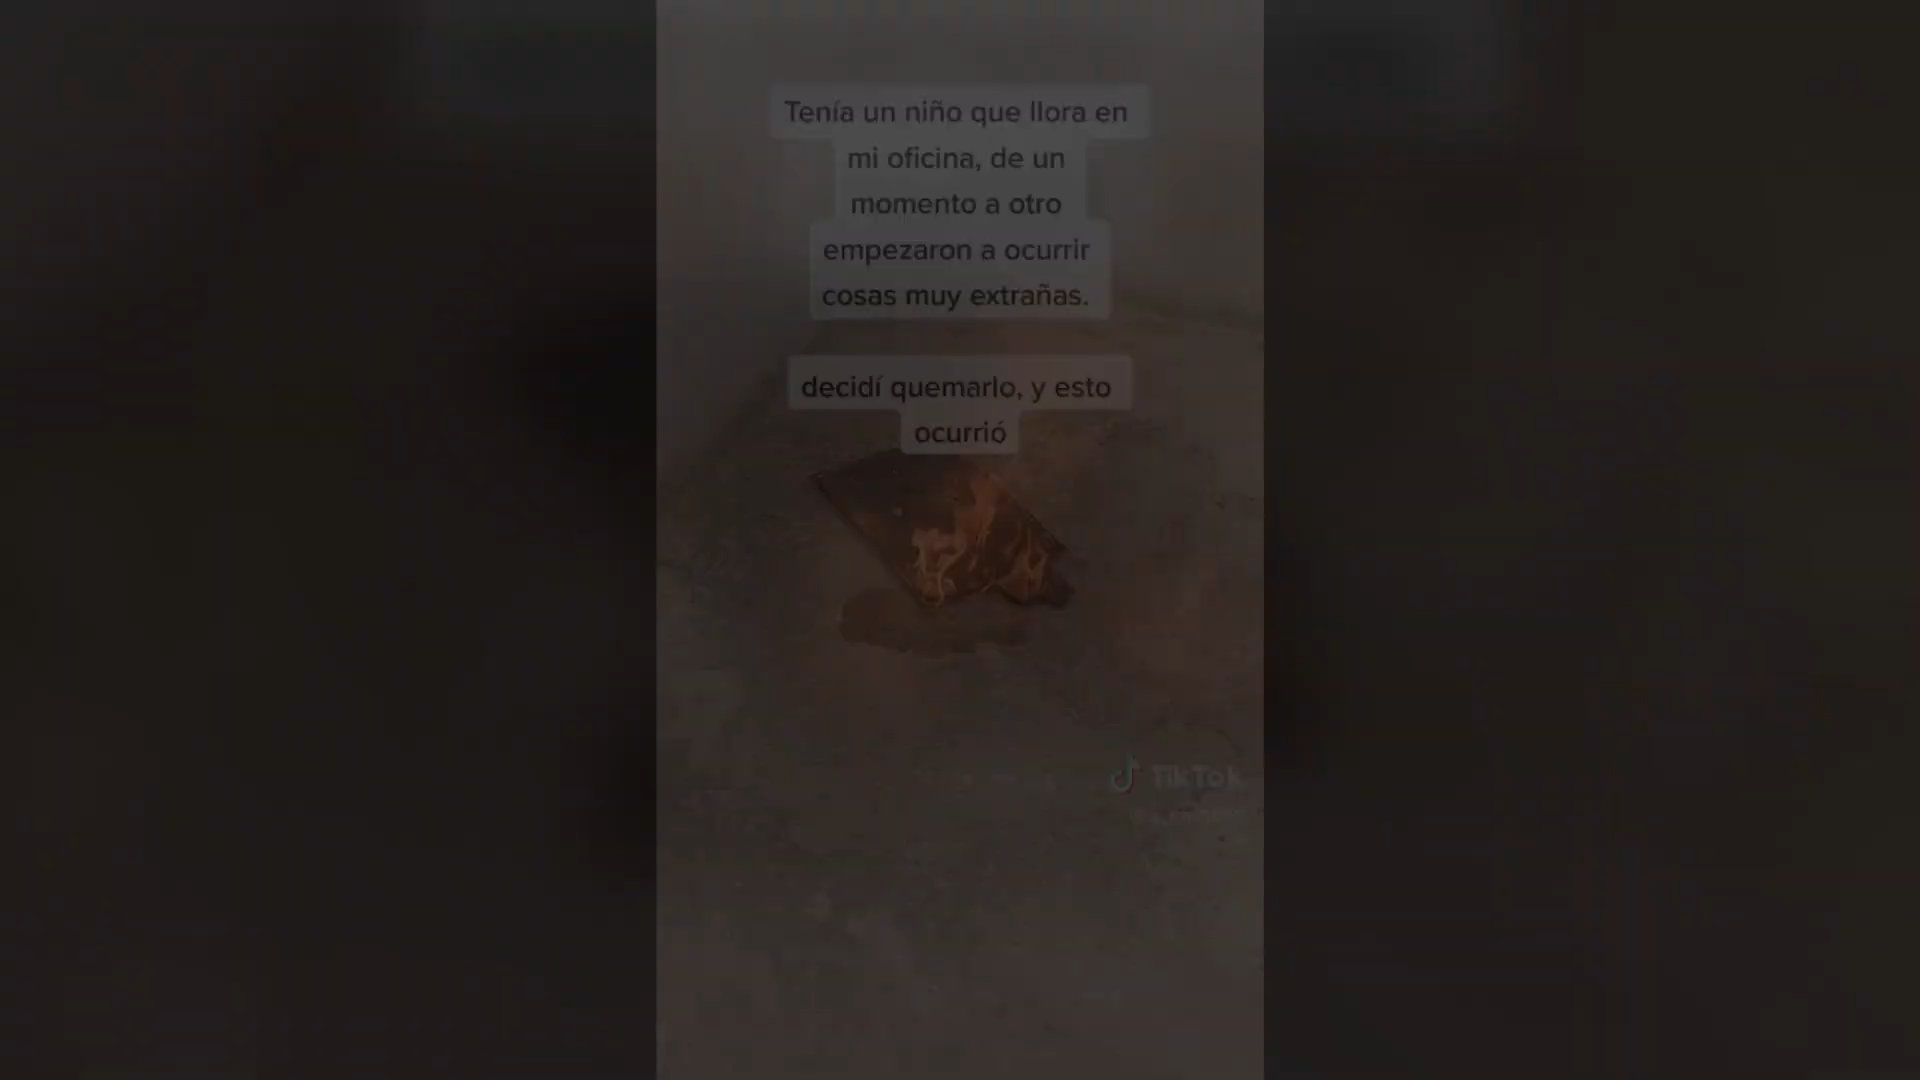 Tenía un niño que llora en
mi oficina, de un
momento a otro
empezaron a ocurrir
cosas muy extrañas.
decidí quemarlo, y esto
ocurrió
TikTok